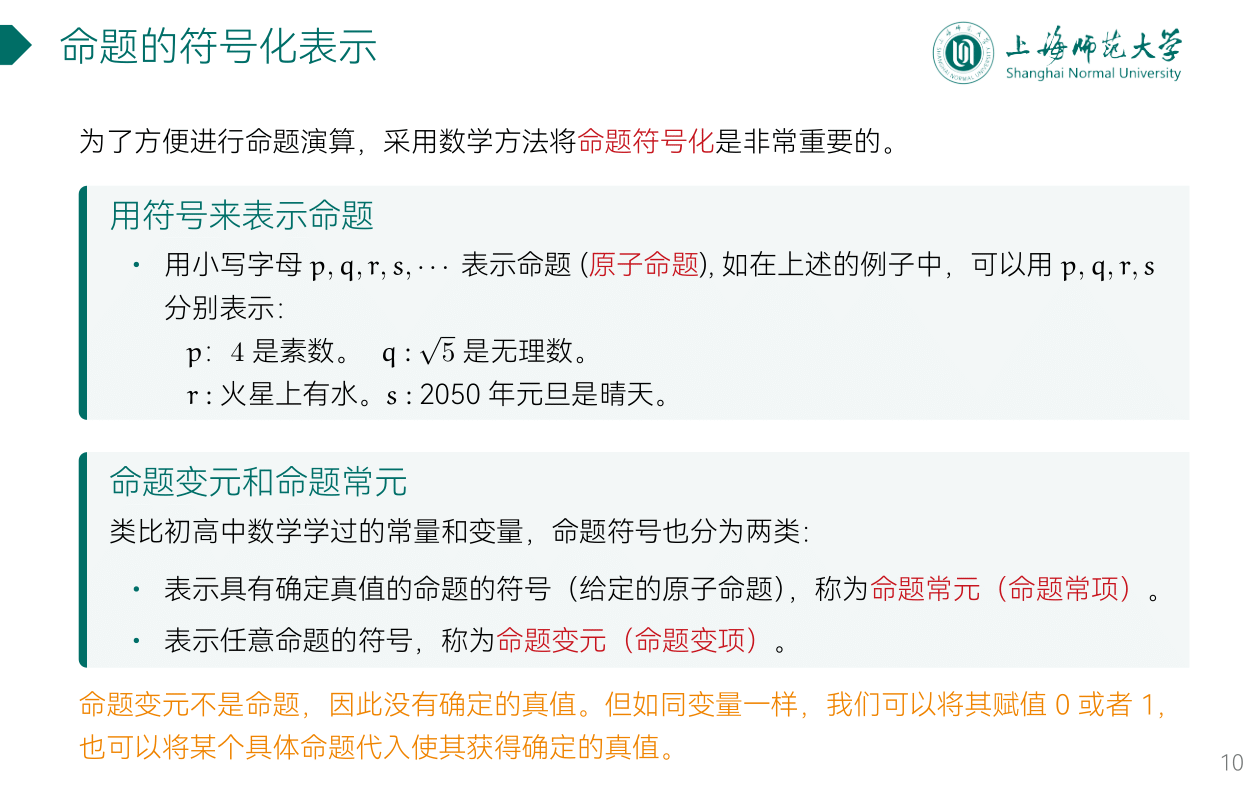 命题的符号化表示
上海师范大学
Shanghai Normal University
为了方便进行命题演算，采用数学方法将命题符号化是非常重要的。
用符号来表示命题
• 用小写字母 p, q, r, s, ··· 表示命题 (原子命题), 如在上述的例子中，可以用 p, q, r, s
分别表示：
p：4 是素数。 q : √5 是无理数。
r : 火星上有水。s : 2050 年元旦是晴天。
命题变元和命题常元
类比初高中数学学过的常量和变量，命题符号也分为两类：
• 表示具有确定真值的命题的符号（给定的原子命题），称为命题常元（命题常项）。
• 表示任意命题的符号，称为命题变元（命题变项）。
命题变元不是命题，因此没有确定的真值。但如同变量一样，我们可以将其赋值 0 或者 1，
也可以将某个具体命题代入使其获得确定的真值。
10